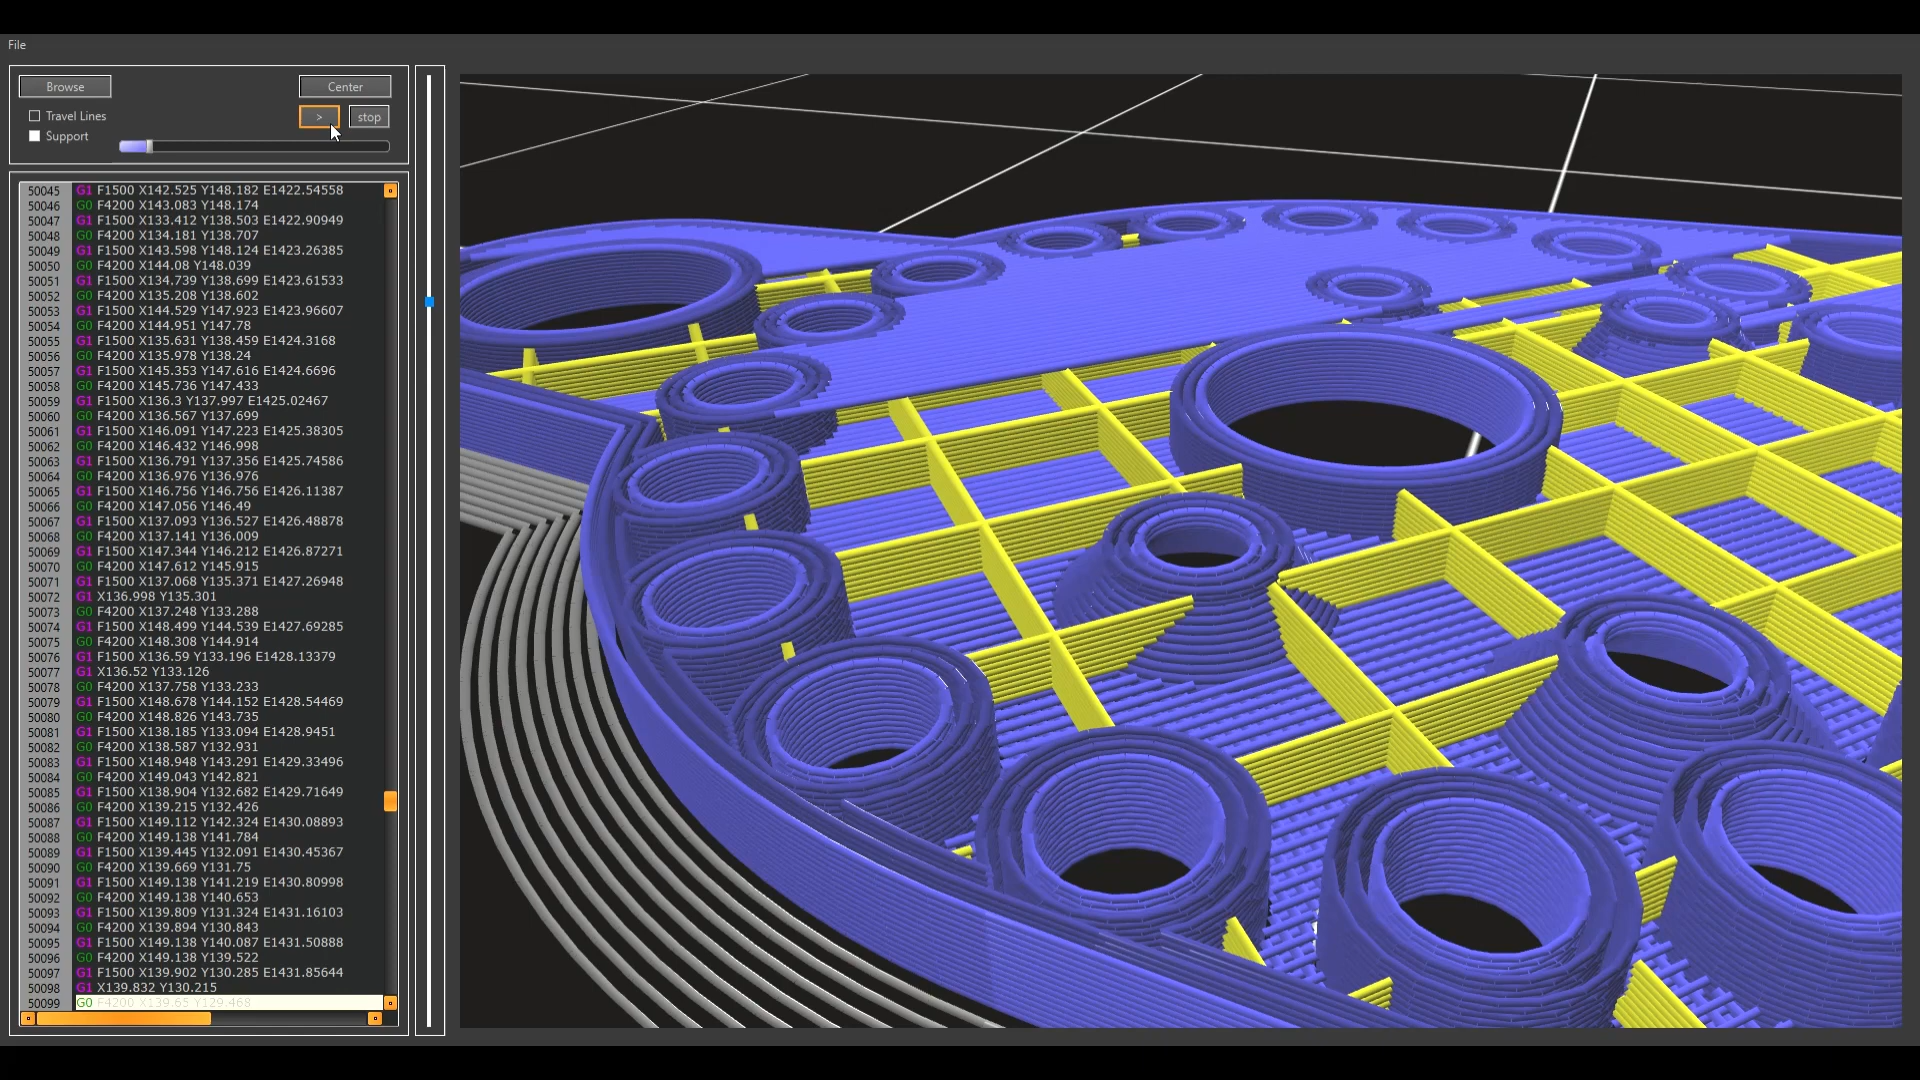 File
Browse
Center
Travel Lines
>
stop
Support
50045 G1 F1500 X142.525 Y148.182 E1422.54558
50046 G0 F4200 X143.083 Y148.174
50047 G1 F1500 X133.412 Y138.503 E1422.90949
50048 G0 F4200 X134.181 Y138.707
50049 G1 F1500 X143.598 Y148.124 E1423.26385
50050 G0 F4200 X144.08 Y148.039
50051 G1 F1500 X134.739 Y138.699 E1423.61533
50052 G0 F4200 X135.208 Y138.602
50053 G1 F1500 X144.529 Y147.923 E1423.96607
50054 G0 F4200 X144.951 Y147.78
50055 G1 F1500 X135.631 Y138.459 E1424.3168
50056 G0 F4200 X135.978 Y138.24
50057 G1 F1500 X145.353 Y147.616 E1424.6696
50058 G0 F4200 X145.736 Y147.433
50059 G1 F1500 X136.3 Y137.997 E1425.02467
50060 G0 F4200 X136.567 Y137.699
50061 G1 F1500 X146.091 Y147.223 E1425.38305
50062 G0 F4200 X146.432 Y146.998
50063 G1 F1500 X136.791 Y137.356 E1425.74586
50064 G0 F4200 X136.976 Y136.976
50065 G1 F1500 X146.756 Y146.756 E1426.11387
50066 G0 F4200 X147.056 Y146.49
50067 G1 F1500 X137.093 Y136.527 E1426.48878
50068 G0 F4200 X137.141 Y136.009
50069 G1 F1500 X147.344 Y146.212 E1426.87271
50070 G0 F4200 X147.612 Y145.915
50071 G1 F1500 X137.068 Y135.371 E1427.26948
50072 G1 X136.998 Y135.301
50073 G0 F4200 X137.248 Y133.288
50074 G1 F1500 X148.499 Y144.539 E1427.69285
50075 G0 F4200 X148.308 Y144.914
50076 G1 F1500 X136.59 Y133.196 E1428.13379
50077 G1 X136.52 Y133.126
50078 G0 F4200 X137.758 Y133.233
50079 G1 F1500 X148.678 Y144.152 E1428.54469
50080 G0 F4200 X148.826 Y143.735
50081 G1 F1500 X138.185 Y133.094 E1428.9451
50082 G0 F4200 X138.587 Y132.931
50083 G1 F1500 X148.948 Y143.291 E1429.33496
50084 G0 F4200 X149.043 Y142.821
50085 G1 F1500 X138.904 Y132.682 E1429.71649
50086 G0 F4200 X139.215 Y132.426
50087 G1 F1500 X149.112 Y142.324 E1430.08893
50088 G0 F4200 X149.138 Y141.784
50089 G1 F1500 X139.445 Y132.091 E1430.45367
50090 G0 F4200 X139.669 Y131.75
50091 G1 F1500 X149.138 Y141.219 E1430.80998
50092 G0 F4200 X149.138 Y140.653
50093 G1 F1500 X139.809 Y131.324 E1431.16103
50094 G0 F4200 X139.894 Y130.843
50095 G1 F1500 X149.138 Y140.087 E1431.50888
50096 G0 F4200 X149.138 Y139.522
50097 G1 F1500 X139.902 Y130.285 E1431.85644
50098 G1 X139.832 Y130.215
50099 G0 F4200 X139.65 Y129.468